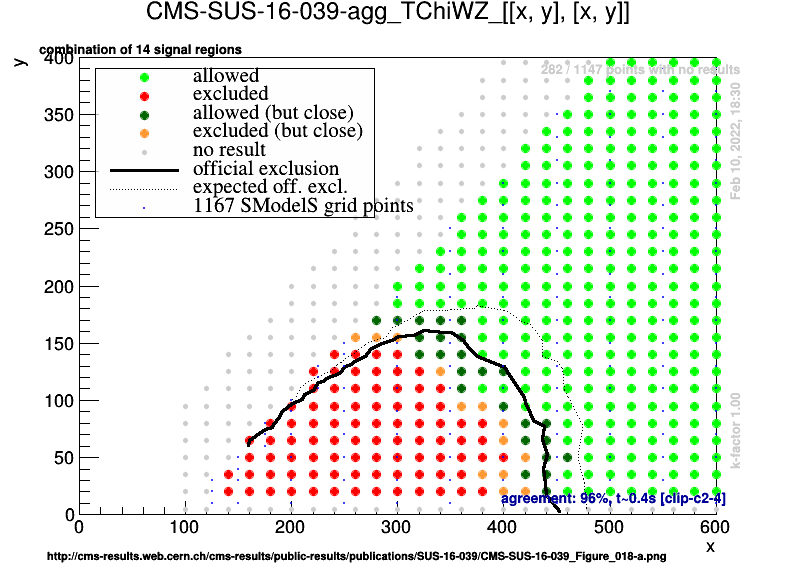 CMS-SUS-16-039-agg_TChiWZ_[[x, y], [x, y]]
combination of 14 signal regions
y
400
350
300
250
200
150
100
50
0
282 / 1147 points with no results
allowed
excluded
allowed (but close)
excluded (but close)
no result
official exclusion
expected off. excl.
1167 SModelS grid points
Feb 10, 2022, 18:30
k-factor 1.00
agreement: 96%, t~0.4s [clip-c2-4]
0 100 200 300 400 500 600
x
http://cms-results.web.cern.ch/cms-results/public-results/publications/SUS-16-039/CMS-SUS-16-039_Figure_018-a.png